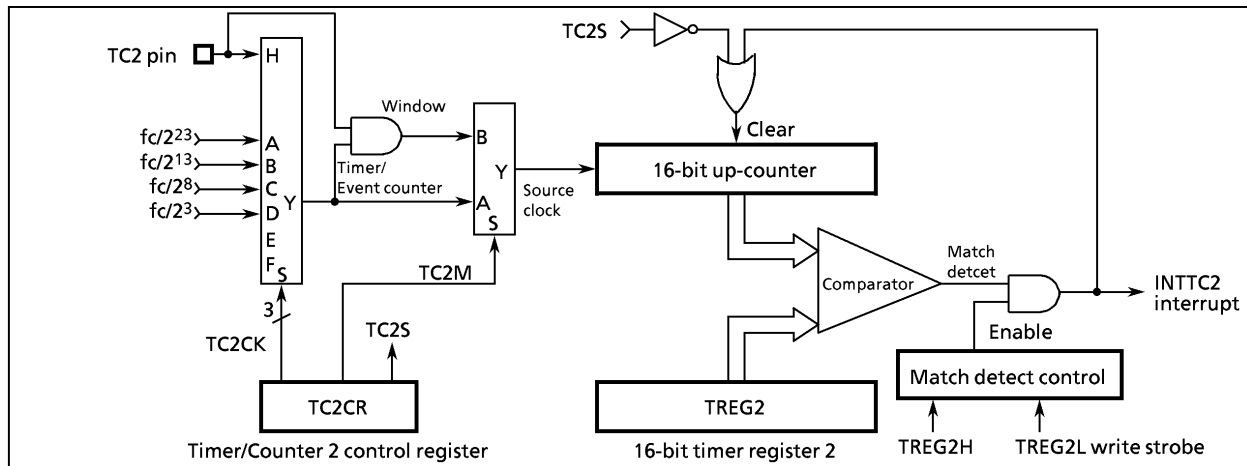 TC2 pin
H
fc/2²³
A
fc/2¹³
B
fc/2⁸
C
fc/2³
D
E
F
S
Y
3
TC2CK
Window
Timer/
Event counter
B
Y
A
S
TC2M
TC2S
TC2CR
Timer/Counter 2 control register
Source
clock
TC2S
Clear
16-bit up-counter
Comparator
Match
detcet
INTTC2
interrupt
Enable
Match detect control
TREG2H
TREG2L write strobe
TREG2
16-bit timer register 2